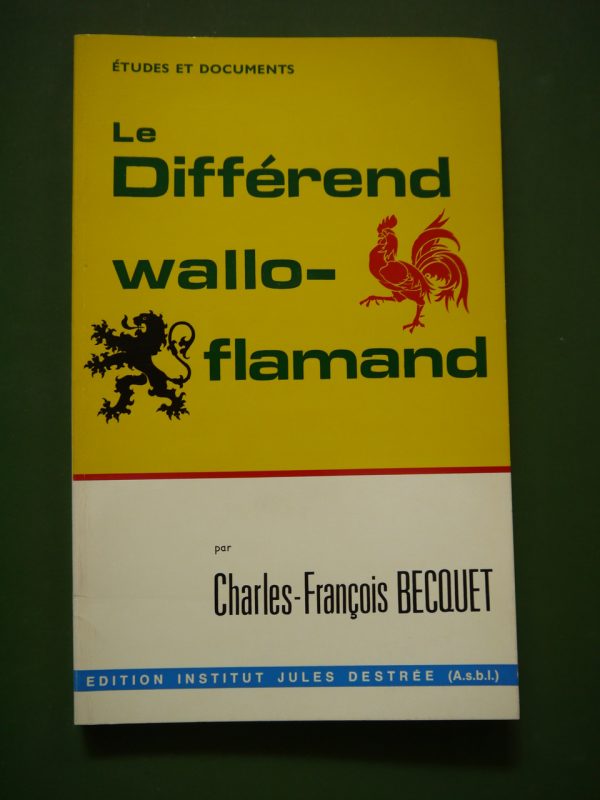 ÉTUDES ET DOCUMENTS
Le
Différend
wallo-
flamand
par
Charles-François BECQUET
EDITION INSTITUT JULES DESTRÉE (A.s.b.l.)